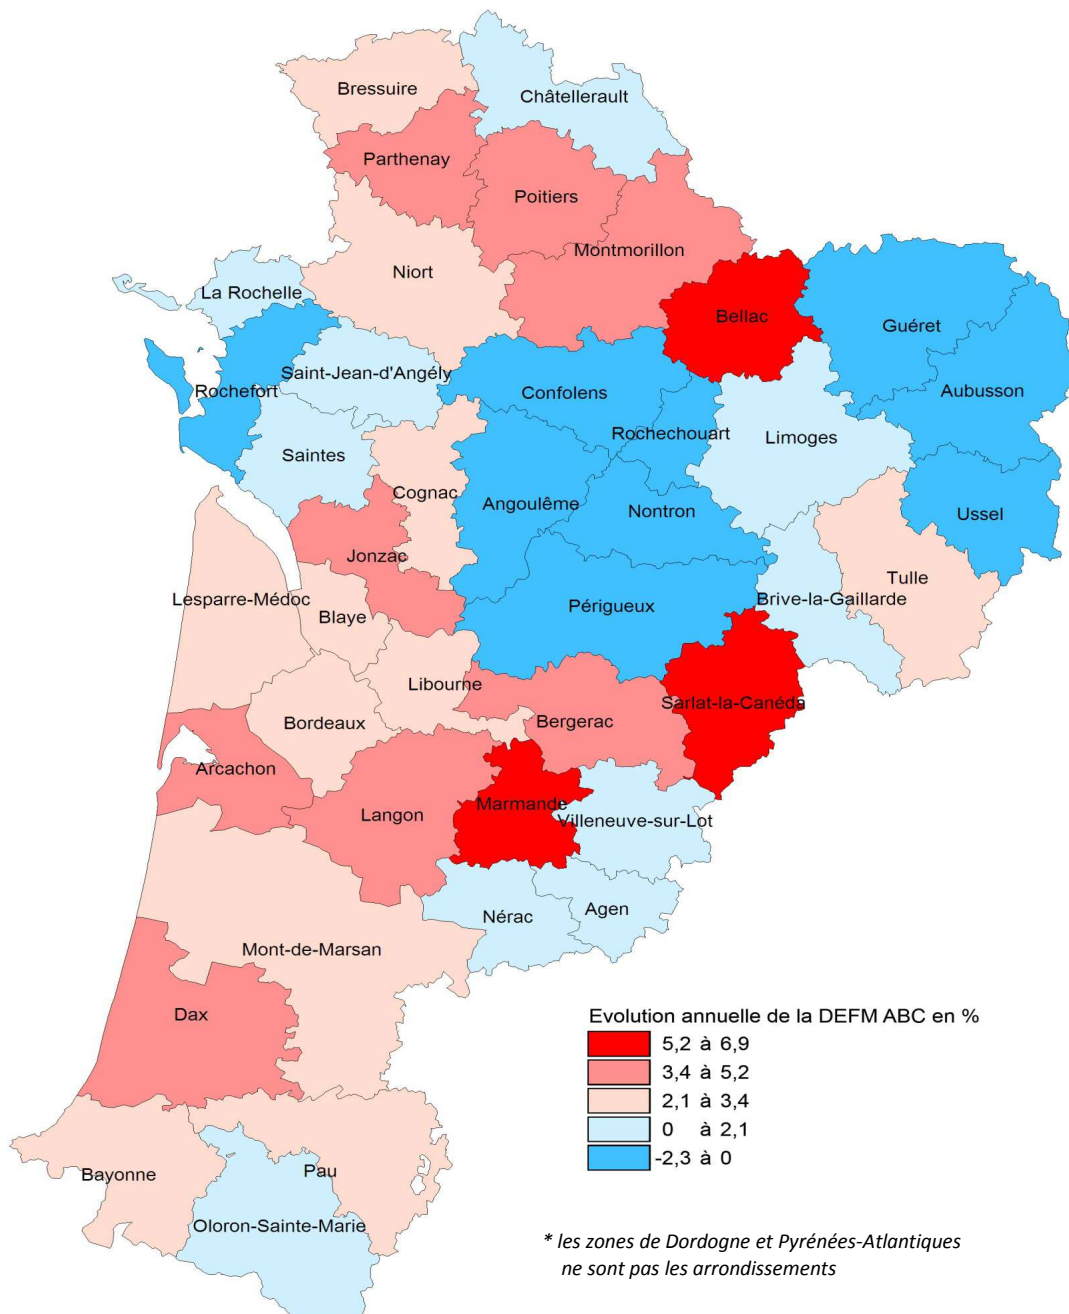 Bressuire
Châtellerault
Parthenay
Poitiers
Montmorillon
Niort
La Rochelle
Bellac
Guéret
Saint-Jean-d'Angély
Rochefort
Confolens
Aubusson
Rochechouart
Limoges
Saintes
Cognac
Angoulême
Nontron
Ussel
Jonzac
Tulle
Lesparre-Médoc
Blaye
Périgueux
Brive-la-Gaillarde
Libourne
Sarlat-la-Canéda
Bordeaux
Bergerac
Arcachon
Langon
Marmande
Villeneuve-sur-Lot
Nérac
Agen
Mont-de-Marsan
Dax
Evolution annuelle de la DEFM ABC en %
5,2 à 6,9
3,4 à 5,2
2,1 à 3,4
0 à 2,1
-2,3 à 0
Bayonne
Pau
Oloron-Sainte-Marie
* les zones de Dordogne et Pyrénées-Atlantiques
ne sont pas les arrondissements